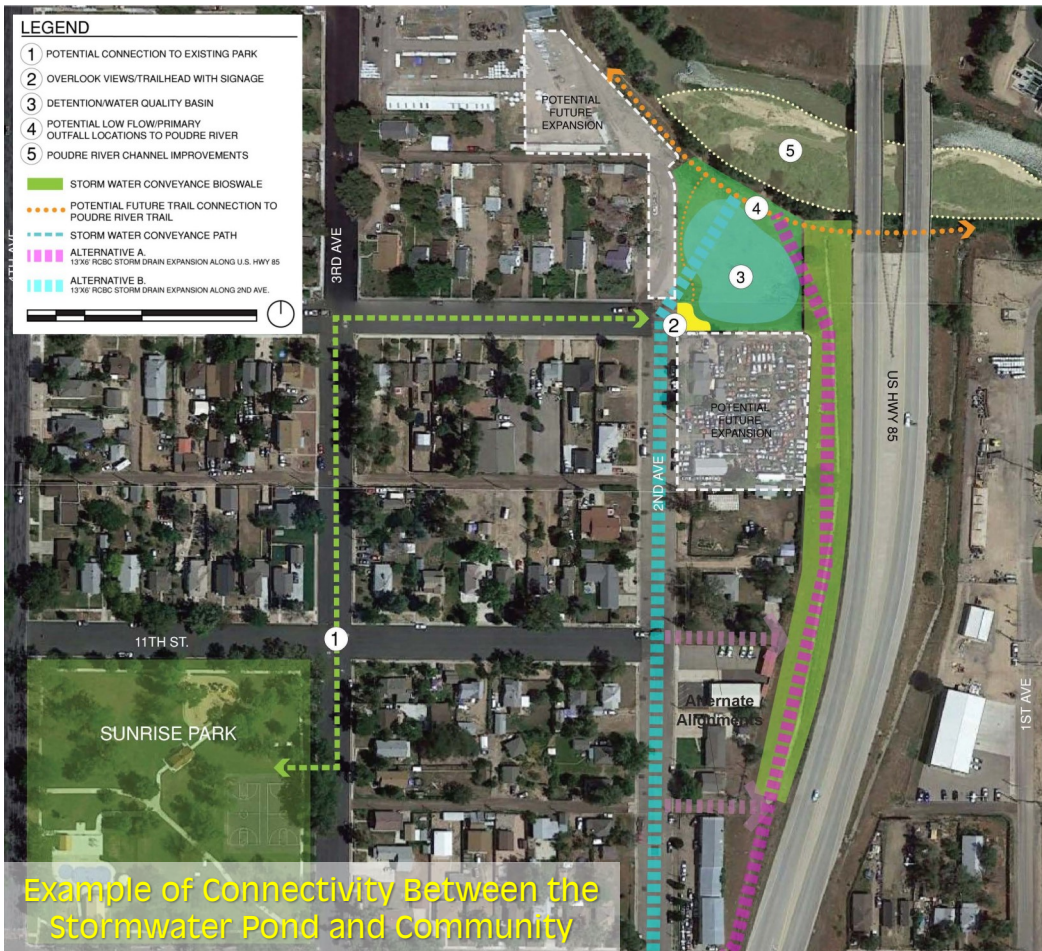 LEGEND
1 POTENTIAL CONNECTION TO EXISTING PARK
2 OVERLOOK VIEWS/TRAILHEAD WITH SIGNAGE
3 DETENTION/WATER QUALITY BASIN
4 POTENTIAL LOW FLOW/PRIMARY
OUTFALL LOCATIONS TO POUDRE RIVER
5 POUDRE RIVER CHANNEL IMPROVEMENTS
STORM WATER CONVEYANCE BIOSWALE
POTENTIAL FUTURE TRAIL CONNECTION TO
POUDRE RIVER TRAIL
STORM WATER CONVEYANCE PATH
ALTERNATIVE A.
13'X6' RCBC STORM DRAIN EXPANSION ALONG U.S. HWY 85
ALTERNATIVE B.
13'X6' RCBC STORM DRAIN EXPANSION ALONG 2ND AVE.
4TH AVE
3RD AVE
POTENTIAL
FUTURE
EXPANSION
5
4
3
2
POTENTIAL
FUTURE
EXPANSION
US HWY 85
2ND AVE
11TH ST.
1
SUNRISE PARK
Alternate
Alignments
1ST AVE
Example of Connectivity Between the
Stormwater Pond and Community